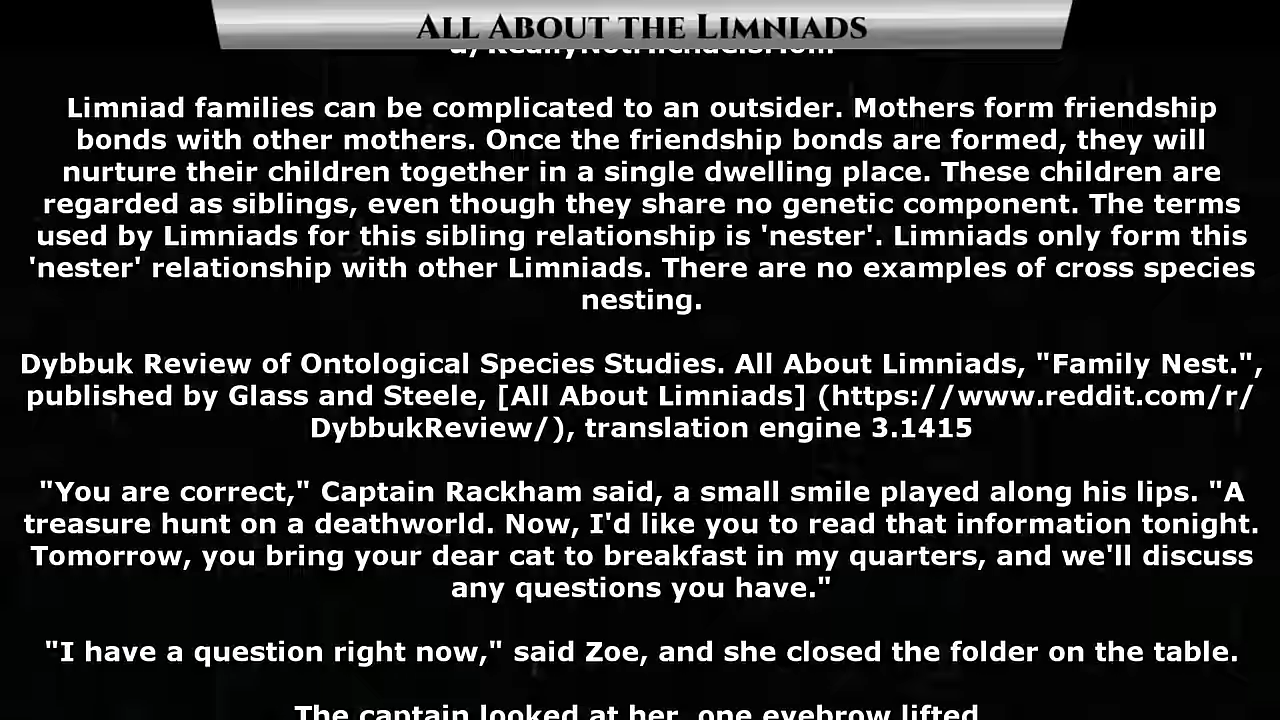 All About the Limniads
Limniad families can be complicated to an outsider. Mothers form friendship
bonds with other mothers. Once the friendship bonds are formed, they will
nurture their children together in a single dwelling place. These children are
regarded as siblings, even though they share no genetic component. The terms
used by Limniads for this sibling relationship is 'nester'. Limniads only form this
'nester' relationship with other Limniads. There are no examples of cross species
nesting.
Dybbuk Review of Ontological Species Studies. All About Limniads, "Family Nest.",
published by Glass and Steele, [All About Limniads] (https://www.reddit.com/r/
DybbukReview/), translation engine 3.1415
"You are correct," Captain Rackham said, a small smile played along his lips. "A
treasure hunt on a deathworld. Now, I'd like you to read that information tonight.
Tomorrow, you bring your dear cat to breakfast in my quarters, and we'll discuss
any questions you have."
"I have a question right now," said Zoe, and she closed the folder on the table.
The captain looked at her, one eyebrow lifted